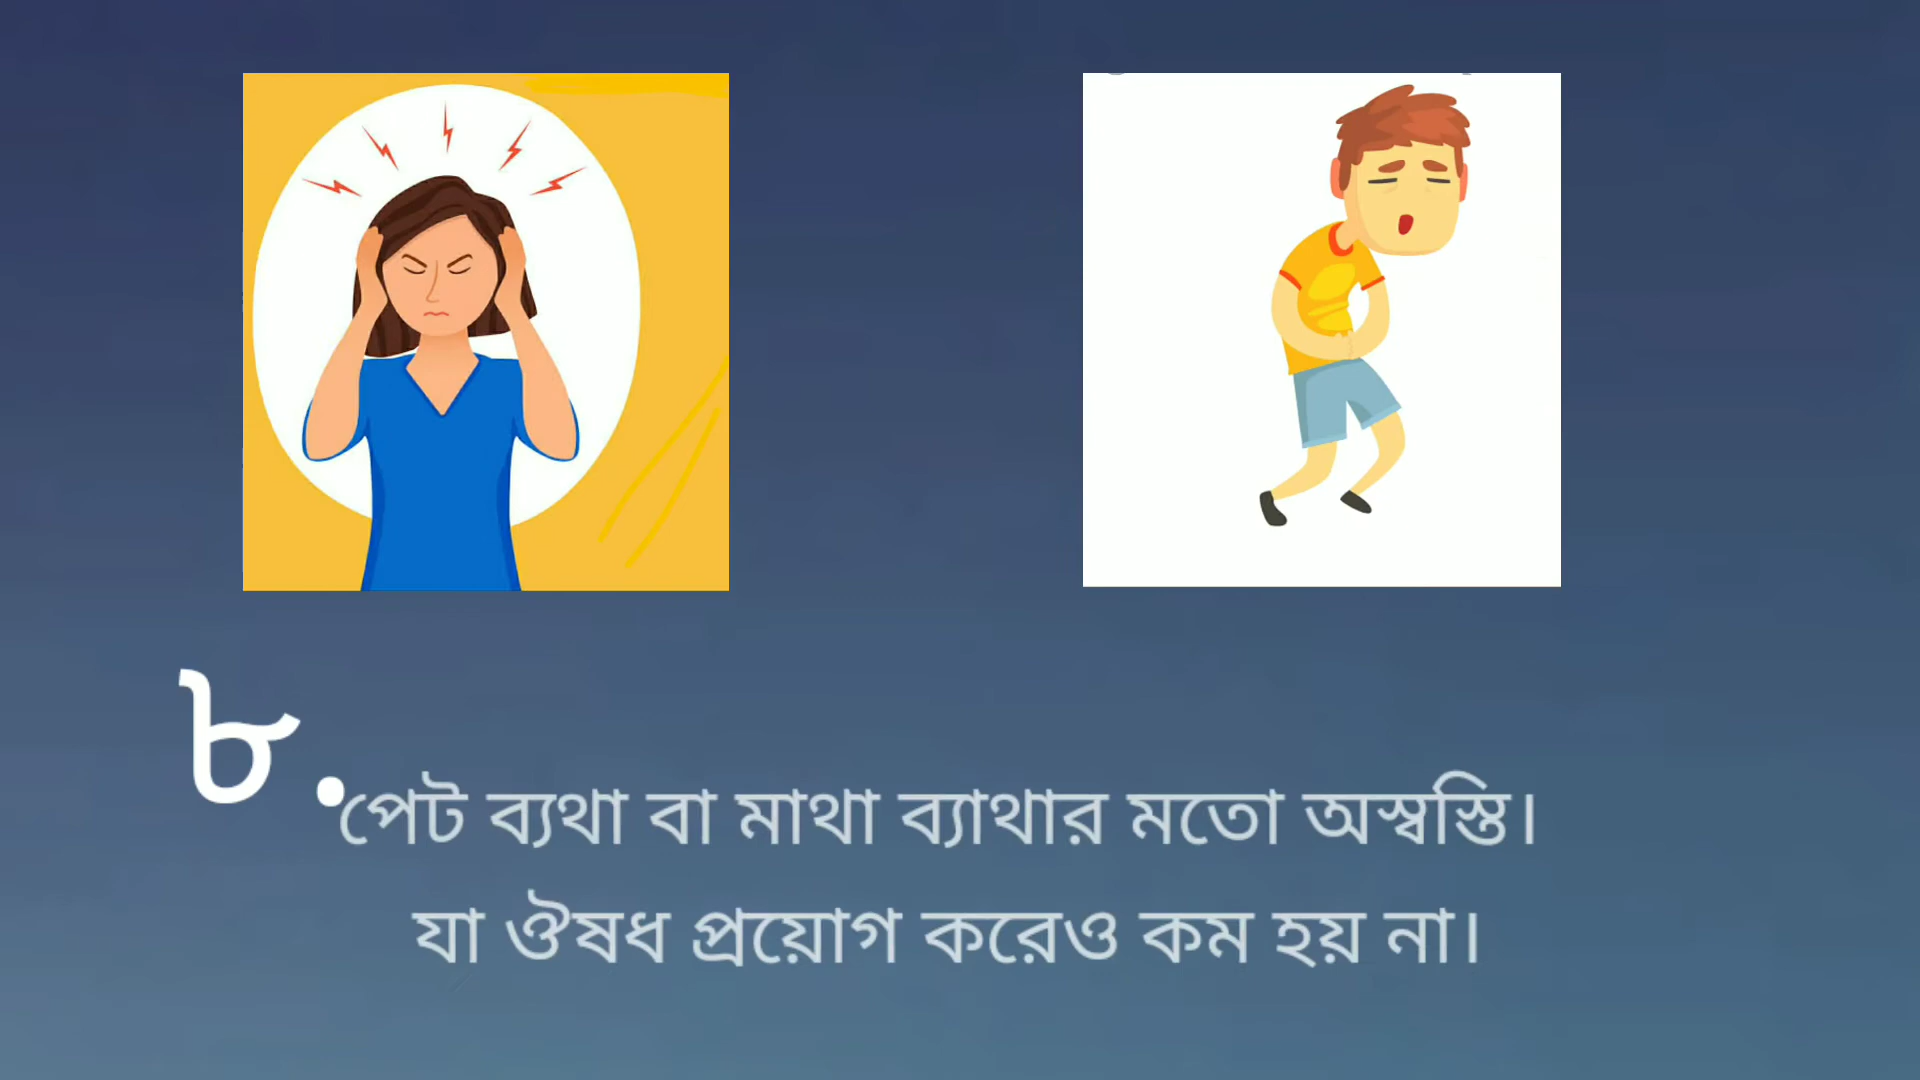 ৮.
পেট ব্যথা বা মাথা ব্যাথার মতো অস্বস্তি।
যা ঔষধ প্রয়োগ করেও কম হয় না।